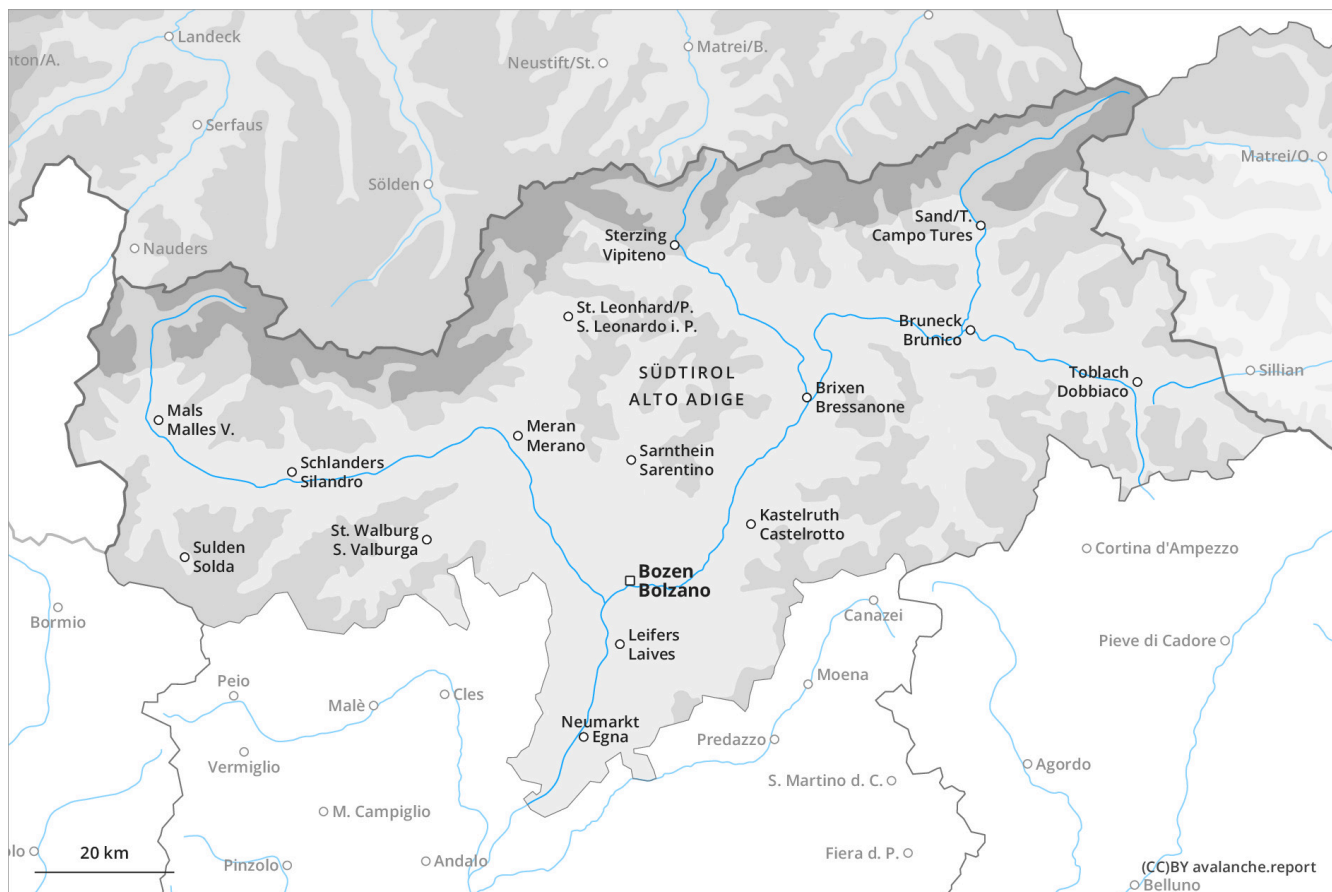 Landeck
Matrei/B.
Neustift/St.
Serfaus
Matrei/O.
Sölden
Sand/T.
Campo Tures
Sterzing
Vipiteno
Nauders
St. Leonhard/P.
S. Leonardo i. P.
Bruneck
Brunico
SÜDTIROL
ALTO ADIGE
Toblach
Dobbiaco
Sillian
Brixen
Bressanone
Mals
Malles V.
Meran
Merano
Sarnthein
Sarentino
Schlanders
Silandro
Kastelruth
Castelrotto
St. Walburg
S. Valburga
Sulden
Solda
Cortina d'Ampezzo
Bozen
Bolzano
Bormio
Canazei
Leifers
Laives
Pieve di Cadore
Peio
Moena
Malè
Cles
Neumarkt
Egna
Predazzo
Vermiglio
Agordo
S. Martino d. C.
M. Campiglio
20 km
Pinzolo
Andalo
Fiera d. P.
(CC)BY avalanche.report
Belluno